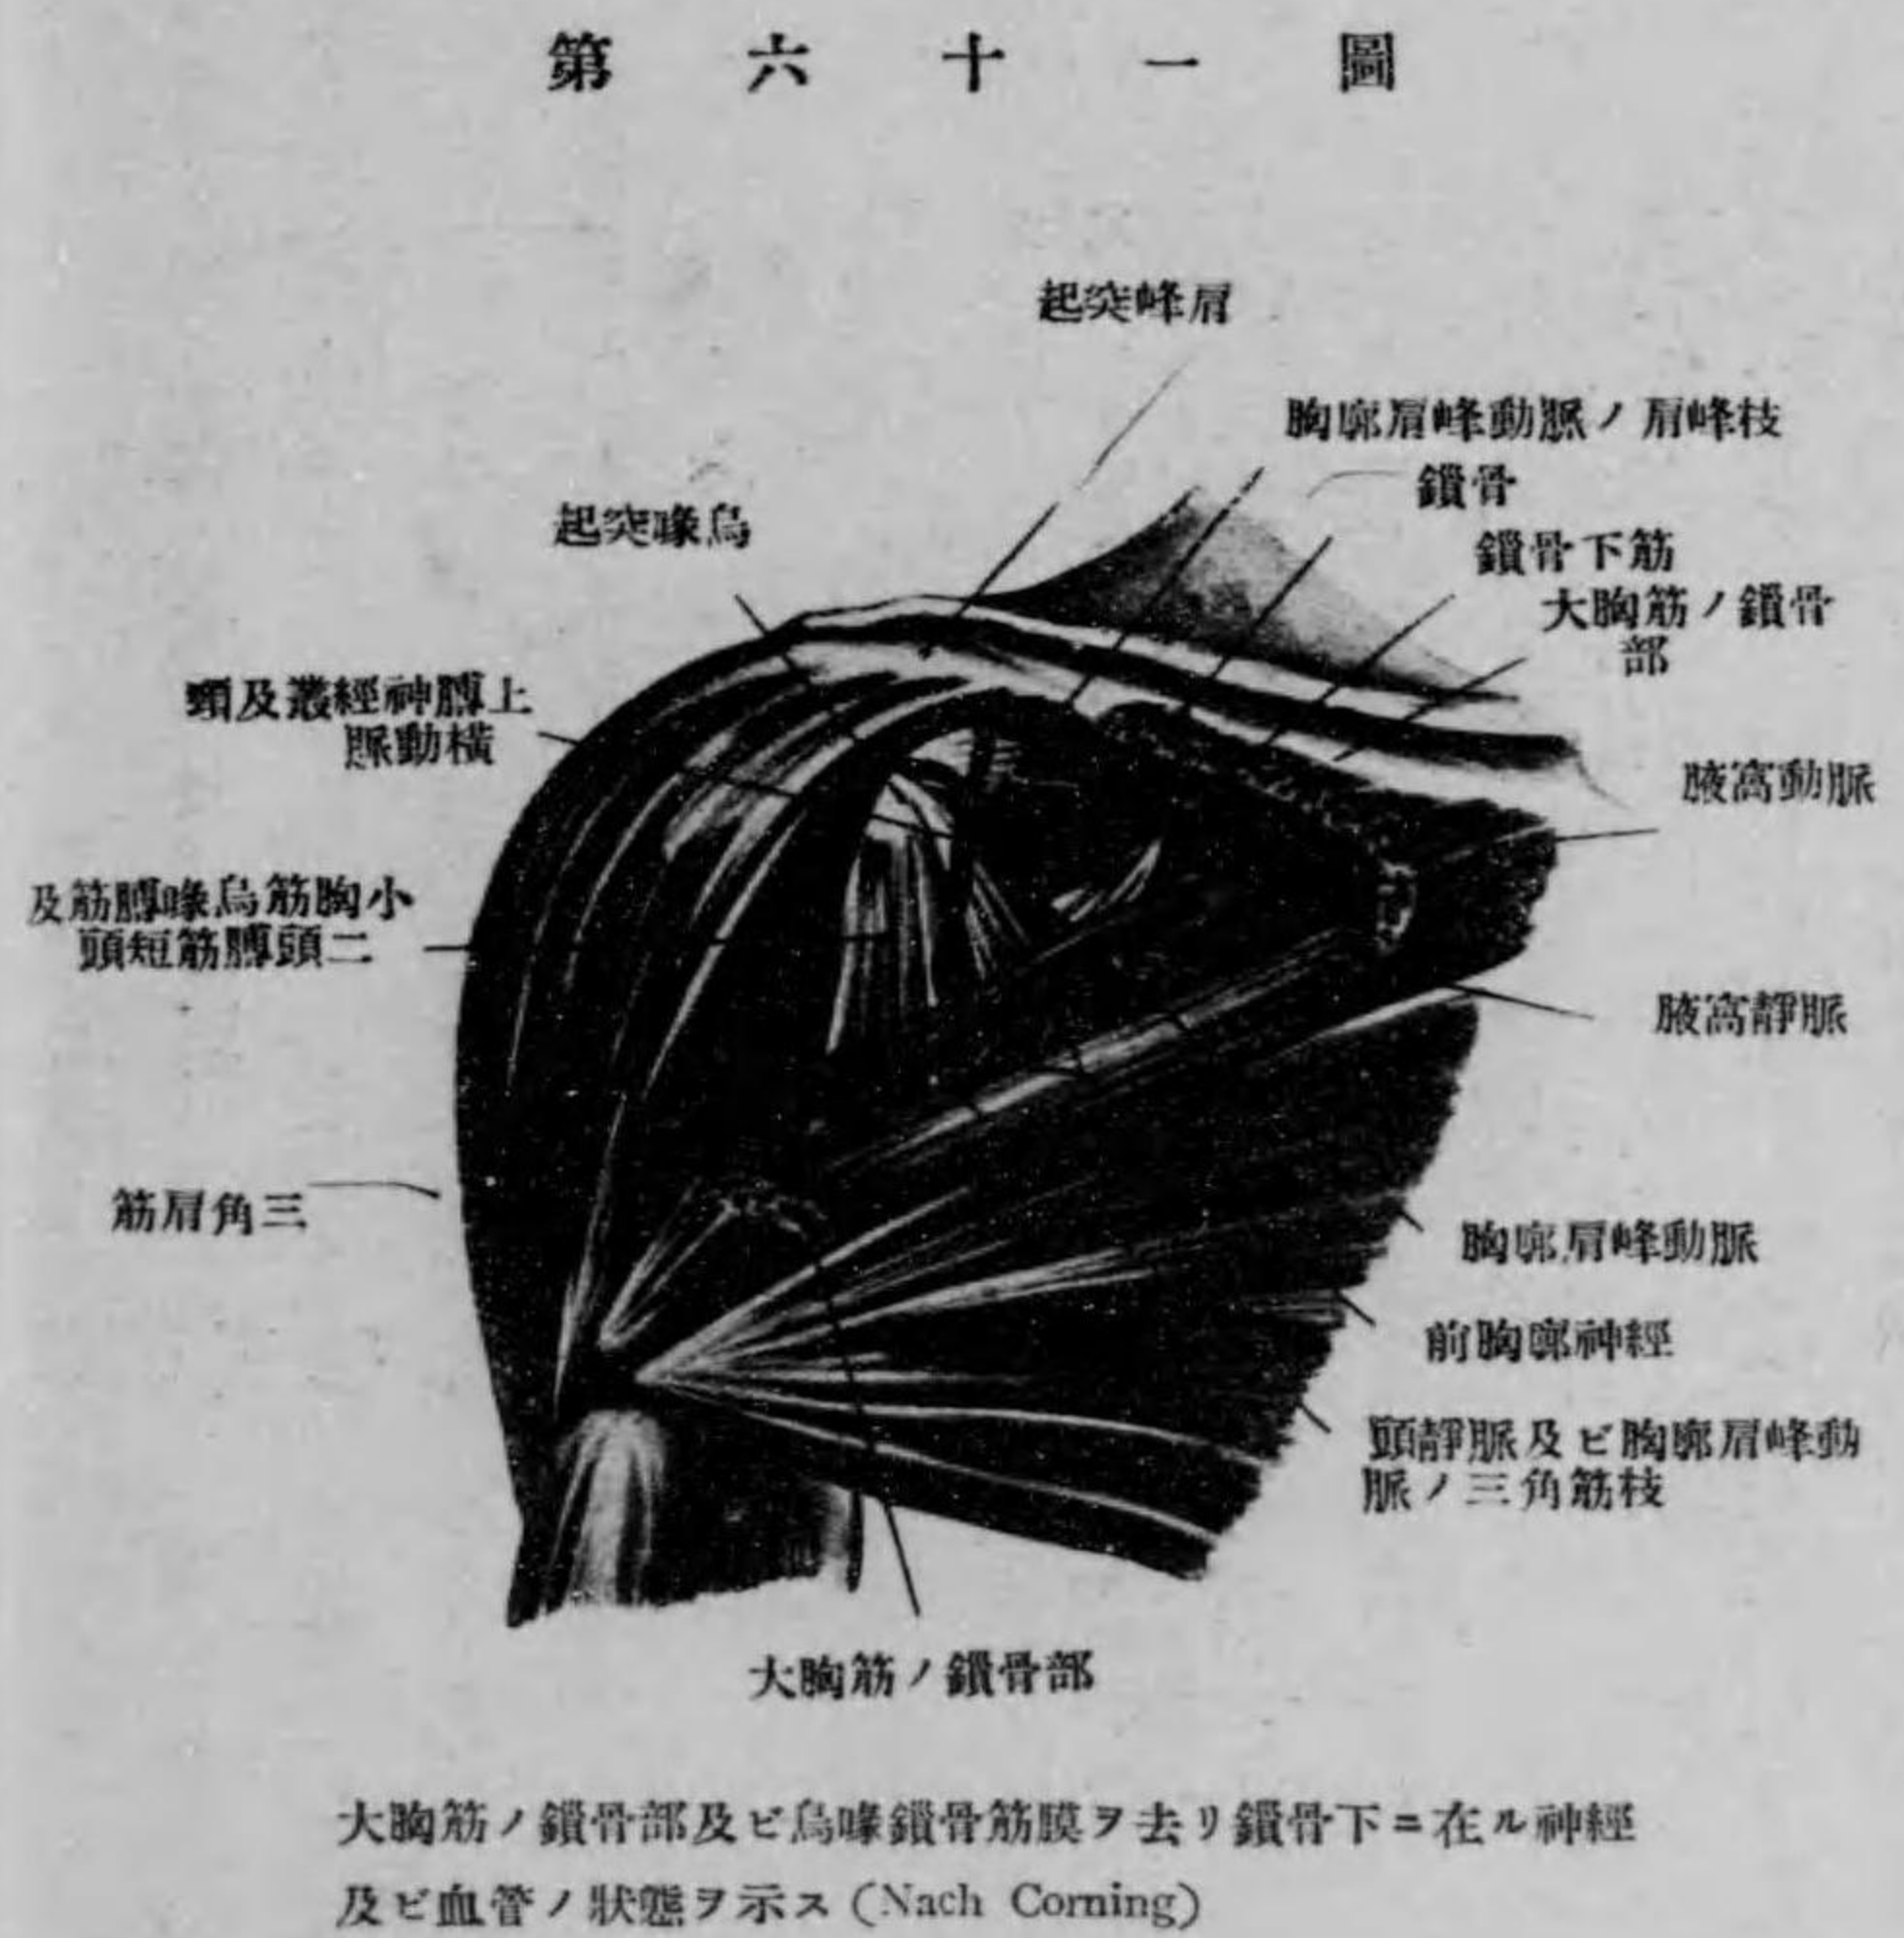 第六十一圖
肩峰突起
胸廓肩峰動脈ノ肩峰枝
鎖骨
烏喙突起
鎖骨下筋
大胸筋ノ鎖骨
部
上膊神經叢及頸
橫動脈
腋窩動脈
小胸筋烏喙膊筋及
二頭膊筋短頭
腋窩靜脈
三角肩筋
胸廓肩峰動脈
前胸廓神經
頭靜脈及ビ胸廓肩峰動
脈ノ三角筋枝
大胸筋ノ鎖骨部
大胸筋ノ鎖骨部及ビ烏喙鎖骨筋膜ヲ去リ鎖骨下ニ在ル神經
及ビ血管ノ狀態ヲ示ス (Nach Corning)